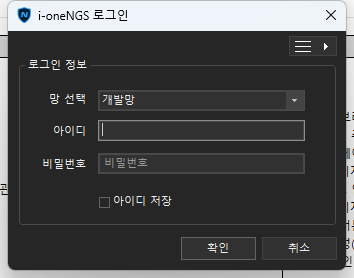 i-oneNGS 로그인
로그인 정보
망 선택 개발망
아이디
비밀번호 비밀번호
아이디 저장
확인 취소